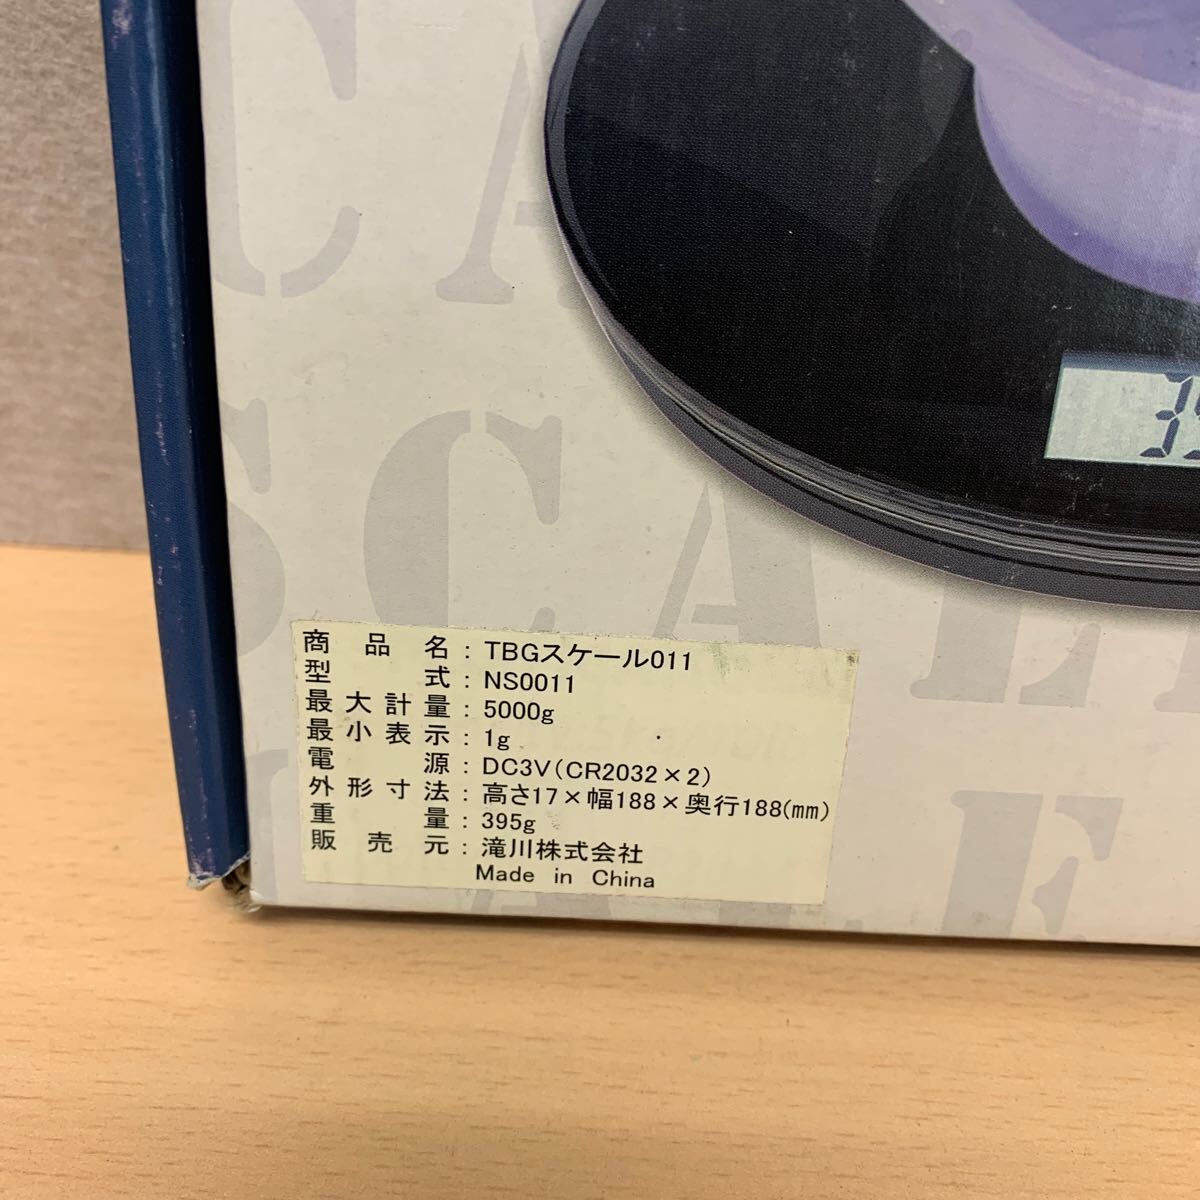 CA
SCALE
商品名：TBGスケール011
型式：NS0011
最大計量：5000g
最小表示：1g
電源：DC3V（CR2032×2）
外形寸法：高さ17×幅188×奥行188（mm）
重量：395g
販売元：滝川株式会社
Made in China